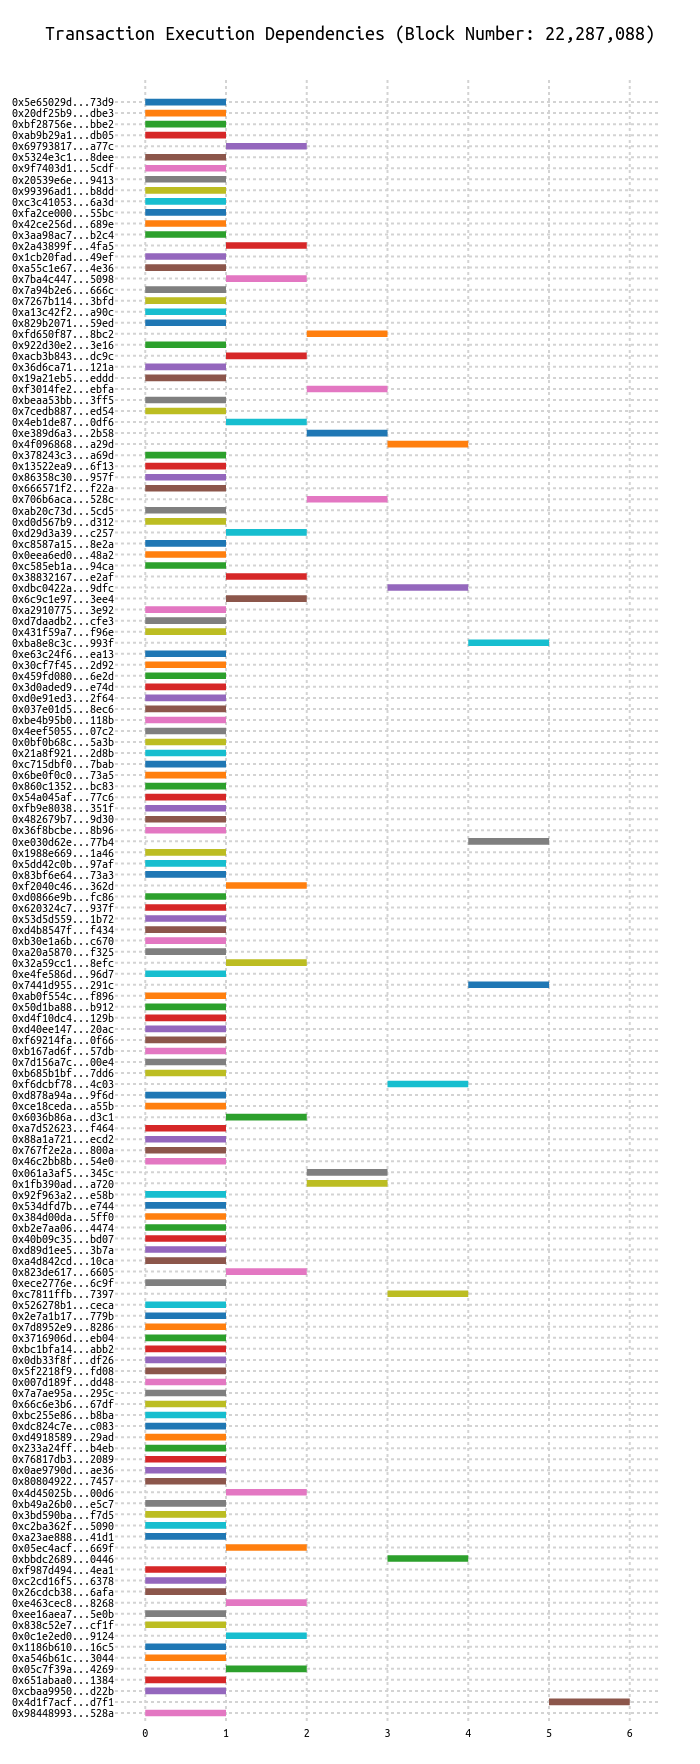 Transaction Execution Dependencies (Block Number: 22,287,088)
0x5e65029d...73d9
0x20df25b9...dbe3
0xbf28756e...bbe2
0xab9b29a1...db05
0x69793817...a77c
0x5324e3c1...8dee
0x9f7403d1...5cdf
0x20539e6e...9413
0x99396ad1...b8dd
0xc3c41053...6a3d
0xfa2ce000...55bc
0x42ce256d...689e
0x3aa98ac7...b2c4
0x2a43899f...4fa5
0x1cb20fad...49ef
0xa55c1e67...4e36
0x7ba4c447...5098
0x7a94b2e6...666c
0x7267b114...3bfd
0xa13c42f2...a90c
0x829b2071...59ed
0xfd650f87...8bc2
0x922d30e2...3e16
0xacb3b843...dc9c
0x36d6ca71...121a
0x19a21eb5...eddd
0xf3014fe2...ebfa
0xbeaa53bb...3ff5
0x7cedb887...ed54
0x4eb1de87...0df6
0xe389d6a3...2b58
0x4f096868...a29d
0x378243c3...a69d
0x13522ea9...6f13
0x86358c30...957f
0x666571f2...f22a
0x706b6aca...528c
0xab20c73d...5cd5
0xd0d567b9...d312
0xd29d3a39...c257
0xc8587a15...8e2a
0x0eea6ed0...48a2
0xc585eb1a...94ca
0x38832167...e2af
0xdbc0422a...9dfc
0x6c9c1e97...3ee4
0xa2910775...3e92
0xd7daadb2...cfe3
0x431f59a7...f96e
0xba8e8c3c...993f
0xe63c24f6...ea13
0x30cf7f45...2d92
0x459fd080...6e2d
0x3d0aded9...e74d
0xd0e91ed3...2f64
0x037e01d5...8ec6
0xbe4b95b0...118b
0x4eef5055...07c2
0x0bf0b68c...5a3b
0x21a8f921...2d8b
0xc715dbf0...7bab
0x6be0f0c0...73a5
0x860c1352...bc83
0x54a045af...77c6
0xfb9e8038...351f
0x482679b7...9d30
0x36f8bcbe...8b96
0xe030d62e...77b4
0x1988e669...1a46
0x5dd42c0b...97af
0x83bf6e64...73a3
0xf2040c46...362d
0xd0866e9b...fc86
0x620324c7...937f
0x53d5d559...1b72
0xd4b8547f...f434
0xb30e1a6b...c670
0xa20a5870...f325
0x32a59cc1...8efc
0xe4fe586d...96d7
0x7441d955...291c
0xab0f554c...f896
0x50d1ba88...b912
0xd4f10dc4...129b
0xd40ee147...20ac
0xf69214fa...0f66
0xb167ad6f...57db
0x7d156a7c...00e4
0xb685b1bf...7dd6
0xf6dcbf78...4c03
0xd878a94a...9f6d
0xce18ceda...a55b
0x6036b86a...d3c1
0xa7d52623...f464
0x88a1a721...ecd2
0x767f2e2a...800a
0x46c2bb8b...54e0
0x061a3af5...345c
0x1fb390ad...a720
0x92f963a2...e58b
0x534dfd7b...e744
0x384d00da...5ff0
0xb2e7aa06...4474
0x40b09c35...bd07
0xd89d1ee5...3b7a
0xa4d842cd...10ca
0x823de617...6605
0xece2776e...6c9f
0xc7811ffb...7397
0x526278b1...ceca
0x2e7a1b17...779b
0x7d8952e9...8286
0x3716906d...eb04
0xbc1bfa14...abb2
0x0db33f8f...df26
0x5f2218f9...fd08
0x007d189f...dd48
0x7a7ae95a...295c
0x66c6e3b6...67df
0xbc255e86...b8ba
0xdc824c7e...c083
0xd4918589...29ad
0x233a24ff...b4eb
0x76817db3...2089
0x0ae9790d...ae36
0x80804922...7457
0x4d45025b...00d6
0xb49a26b0...e5c7
0x3bd590ba...f7d5
0xc2ba362f...5090
0xa23ae888...41d1
0x05ec4acf...669f
0xbbdc2689...0446
0xf987d494...4ea1
0xc2cd16f5...6378
0x26cdcb38...6afa
0xe463cec8...8268
0xee16aea7...5e0b
0x838c52e7...cf1f
0x0c1e2ed0...9124
0x1186b610...16c5
0xa546b61c...3044
0x05c7f39a...4269
0x651abaa0...1384
0xcbaa9950...d22b
0x4d1f7acf...d7f1
0x98448993...528a
0 1 2 3 4 5 6